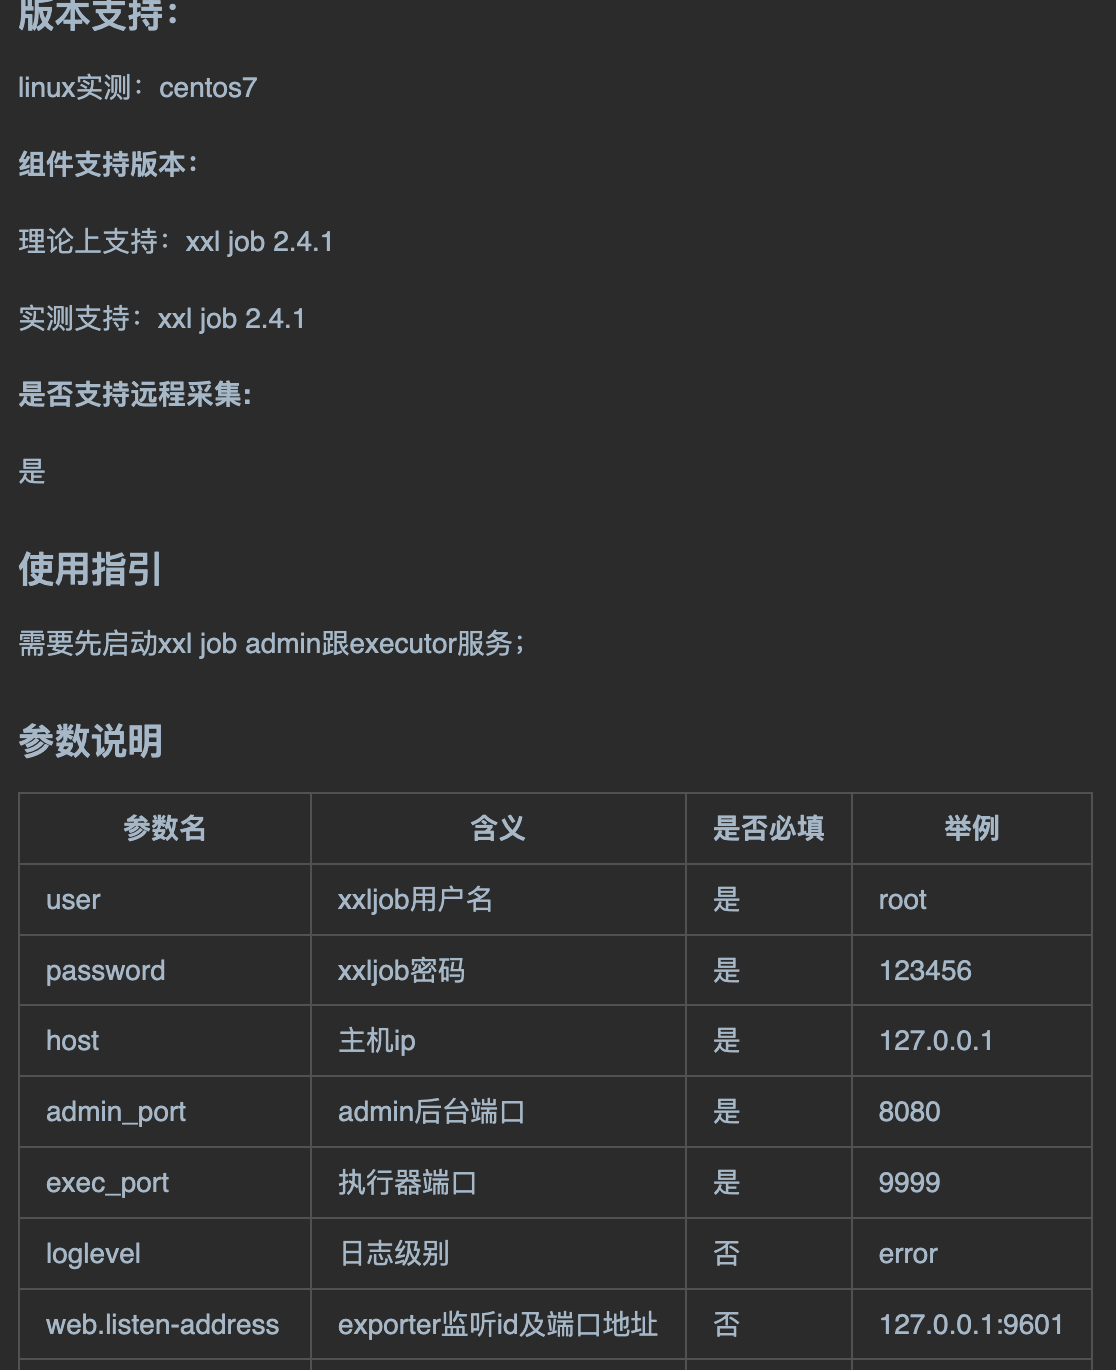 版本支持：
linux实测：centos7
组件支持版本：
理论上支持：xxl job 2.4.1
实测支持：xxl job 2.4.1
是否支持远程采集:
是
使用指引
需要先启动xxl job admin跟executor服务；
参数说明
参数名 含义 是否必填 举例
user xxljob用户名 是 root
password xxljob密码 是 123456
host 主机ip 是 127.0.0.1
admin_port admin后台端口 是 8080
exec_port 执行器端口 是 9999
loglevel 日志级别 否 error
web.listen-address exporter监听id及端口地址 否 127.0.0.1:9601